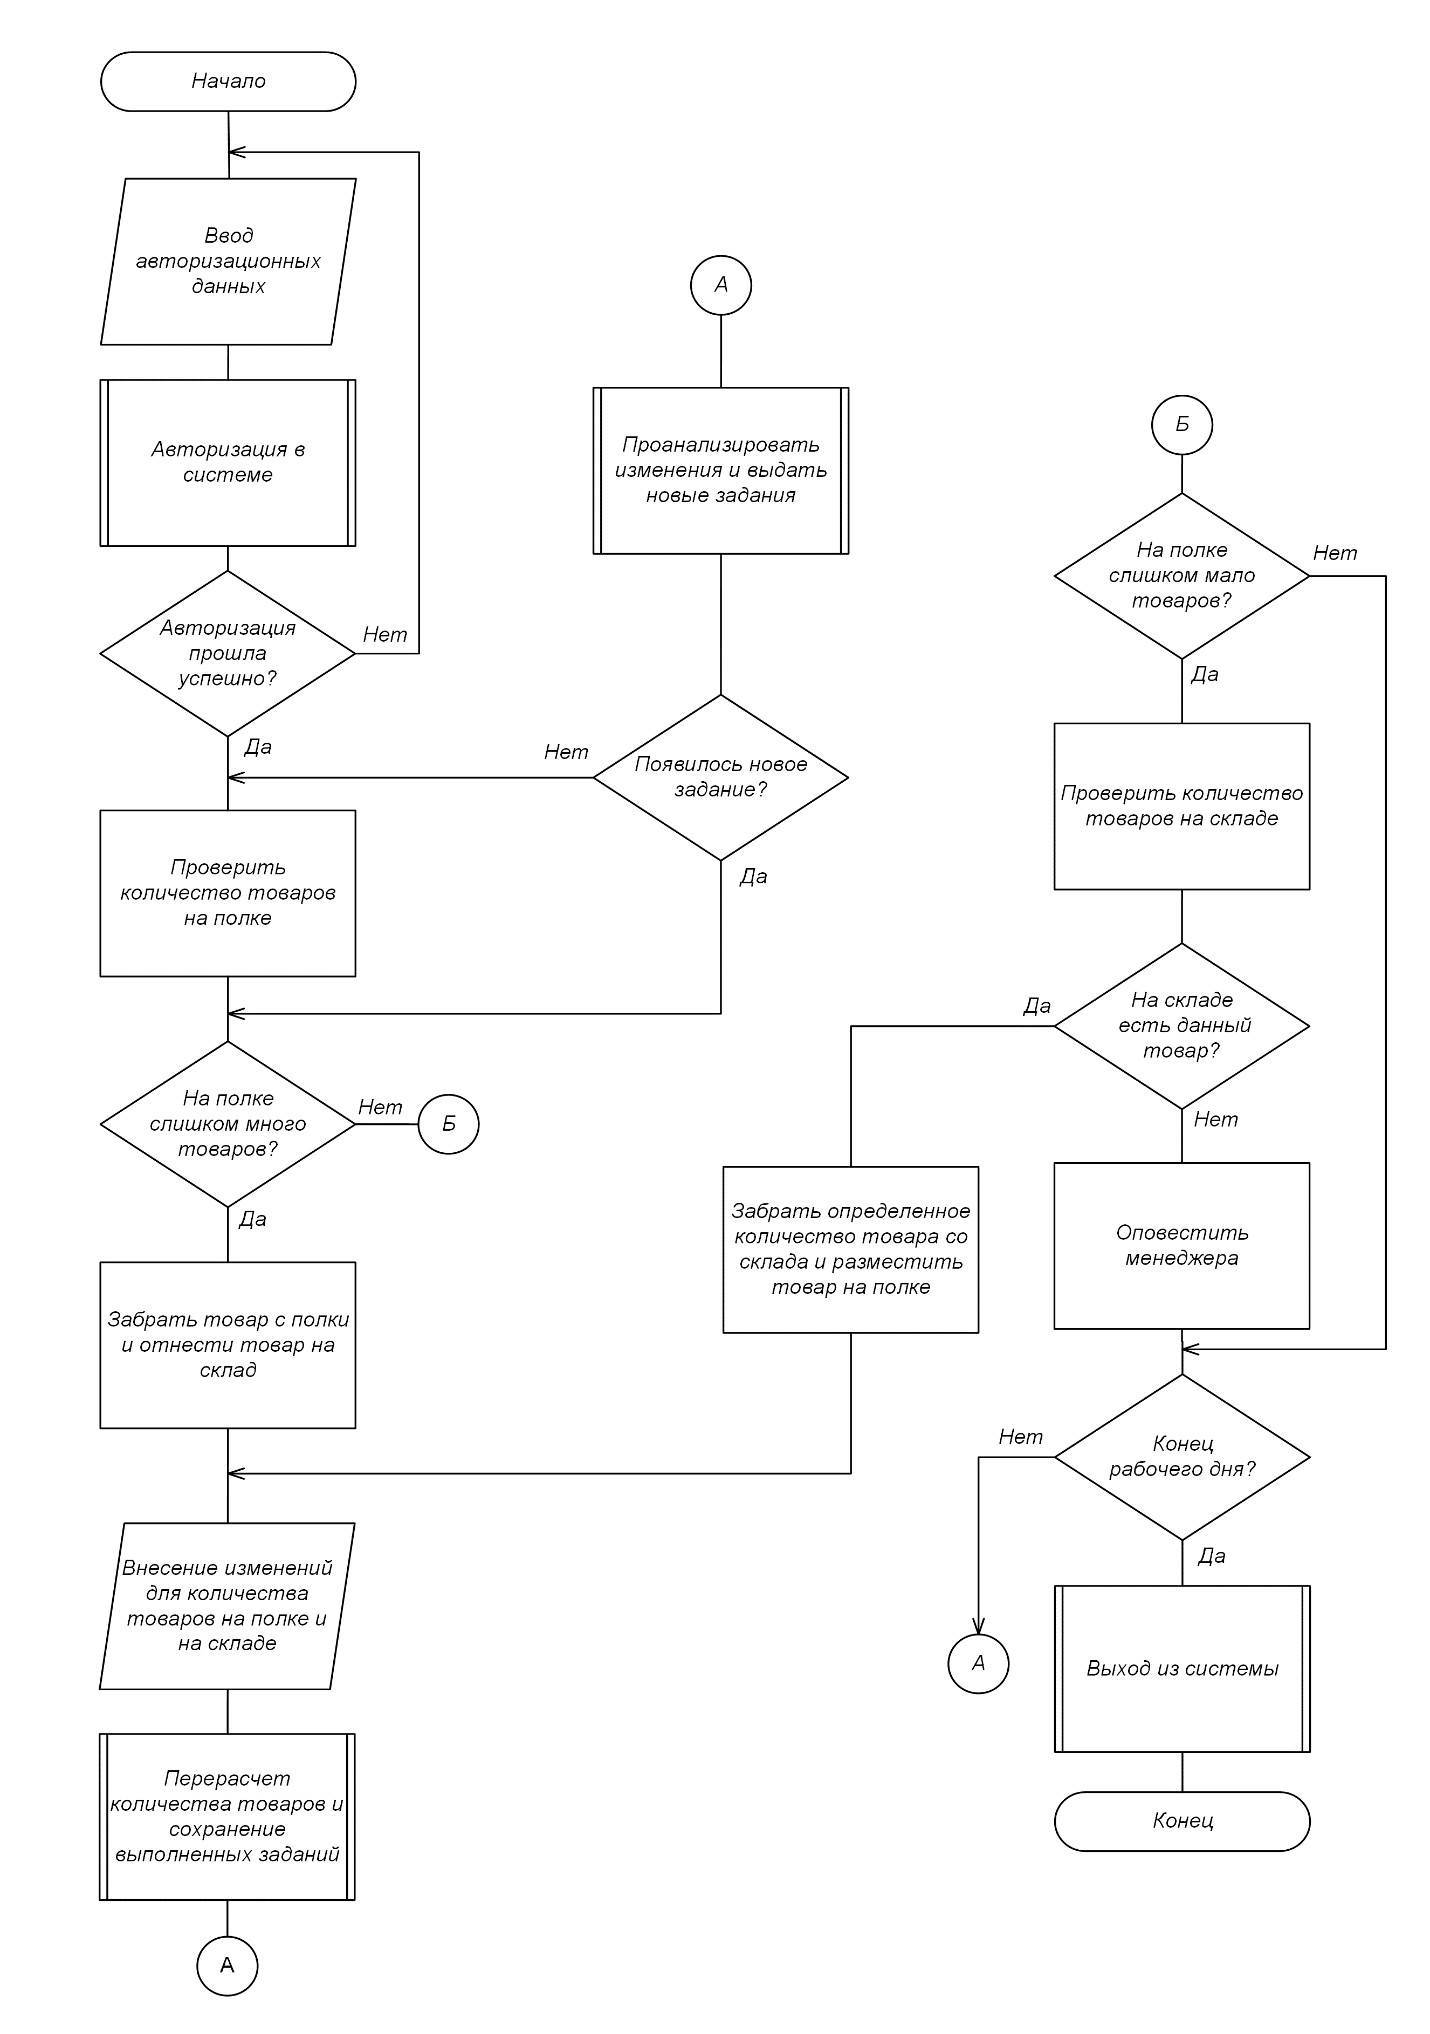 Начало
Ввод
авторизационных
данных
Авторизация в
системе
Авторизация
прошла
успешно?
Нет
Да
Проверить
количество товаров
на полке
На полке
слишком много
товаров?
Нет
Б
Да
Забрать товар с полки
и отнести товар на
склад
Внесение изменений
для количества
товаров на полке и
на складе
Перерасчет
количества товаров и
сохранение
выполненных заданий
А
А
Проанализировать
изменения и выдать
новые задания
Появилось новое
задание?
Нет
Да
Забрать определенное
количество товара со
склада и разместить
товар на полке
Б
На полке
слишком мало
товаров?
Нет
Да
Проверить количество
товаров на складе
На складе
есть данный
товар?
Да
Нет
Оповестить
менеджера
Конец
рабочего дня?
Нет
А
Да
Выход из системы
Конец